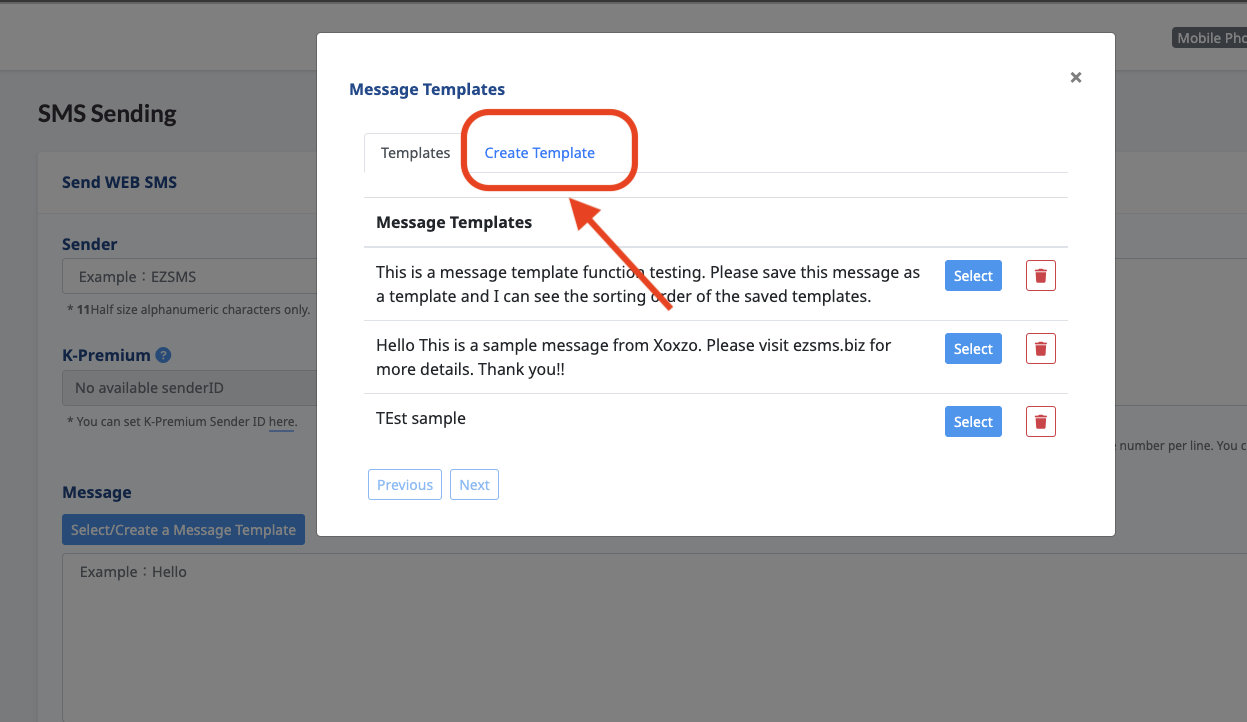 Mobile Pho
SMS Sending
Send WEB SMS
Sender
Example：EZSMS
* 11Half size alphanumeric characters only.
K-Premium ?
No available senderID
* You can set K-Premium Sender ID here.
Message
Select/Create a Message Template
Example：Hello
Message Templates
×
Templates
Create Template
Message Templates
This is a message template function testing. Please save this message as
a template and I can see the sorting order of the saved templates.
Select
Hello This is a sample message from Xoxzo. Please visit ezsms.biz for
more details. Thank you!!
Select
TEst sample
Select
Previous
Next
number per line. You c